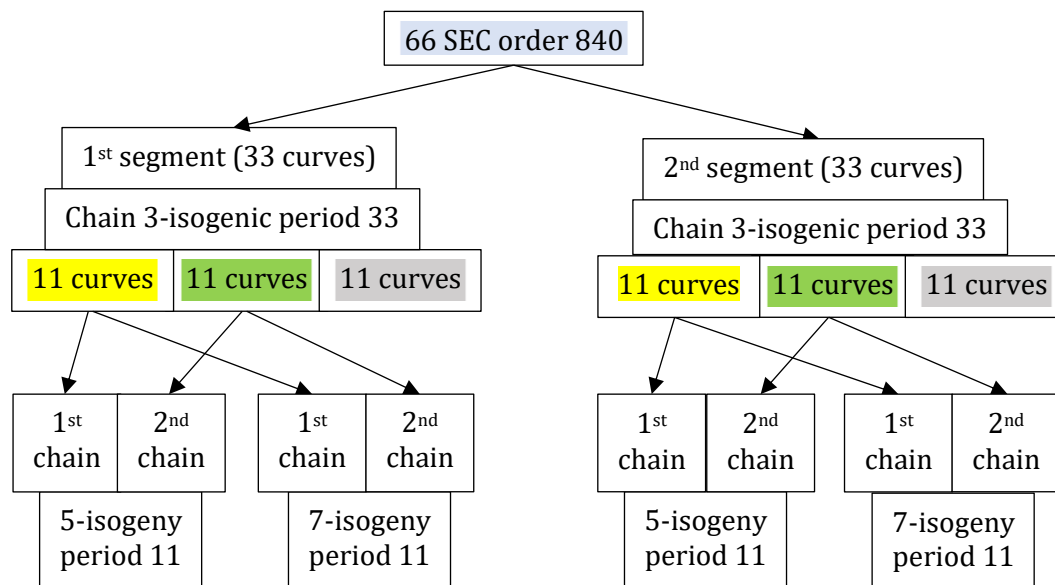 66 SEC order 840
1st segment (33 curves)
2nd segment (33 curves)
Chain 3-isogenic period 33
Chain 3-isogenic period 33
11 curves
11 curves
11 curves
11 curves
11 curves
11 curves
1st
chain
2nd
chain
1st
chain
2nd
chain
1st
chain
2nd
chain
1st
chain
2nd
chain
5-isogeny
period 11
7-isogeny
period 11
5-isogeny
period 11
7-isogeny
period 11